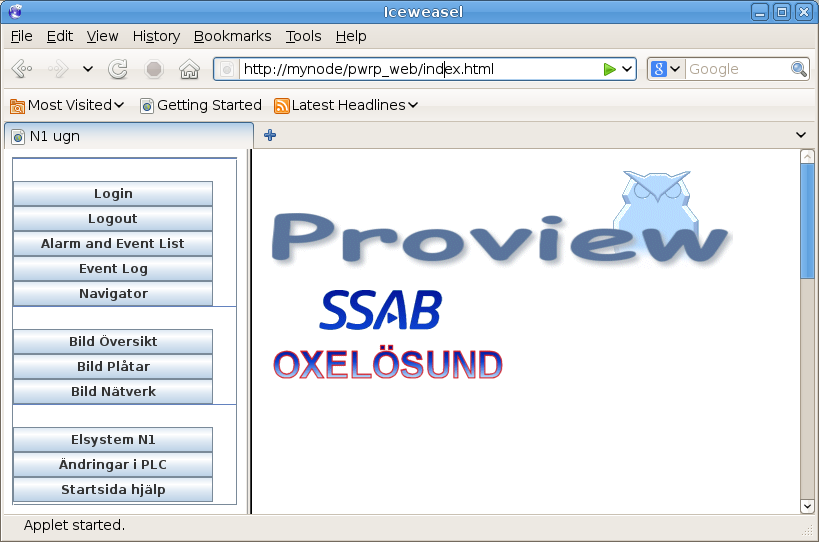 Iceweasel
File Edit View History Bookmarks Tools Help
http://mynode/pwrp_web/index.html Google
Most Visited Getting Started Latest Headlines
N1 ugn
Login
Logout
Alarm and Event List
Event Log
Navigator
Bild Översikt
Bild Plåtar
Bild Nätverk
Elsystem N1
Ändringar i PLC
Startsida hjälp
Proview
SSAB
OXELÖSUND
Applet started.